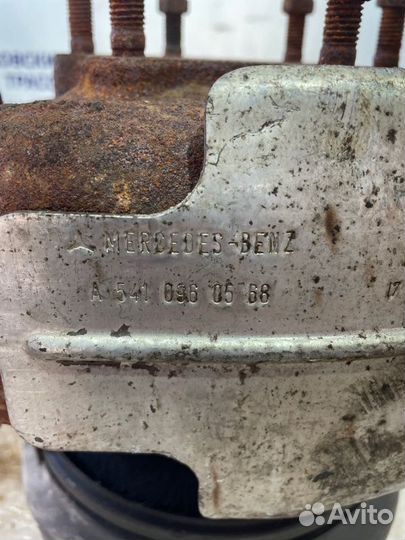 MERCEDES-BENZ
A 541 096 05 68 17
Avito